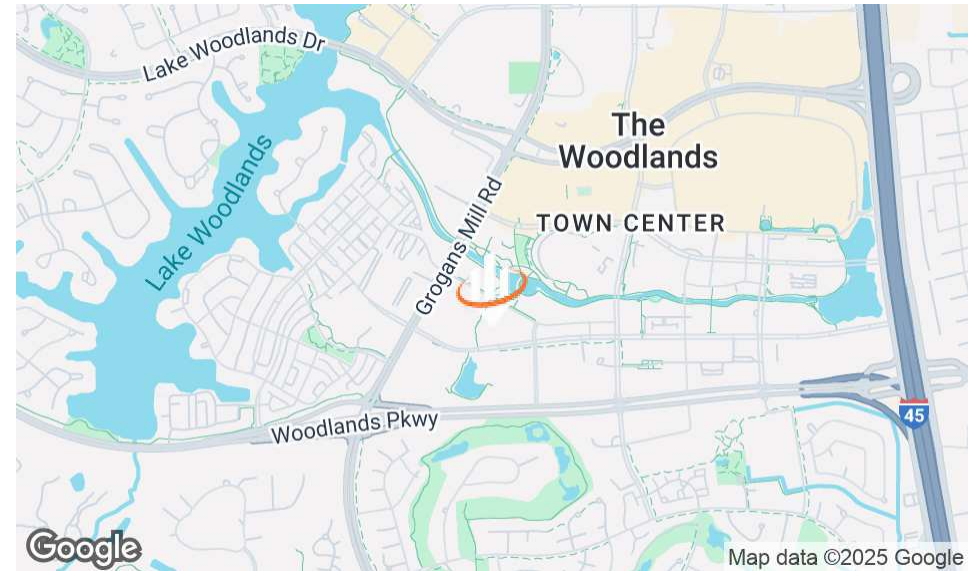 Lake Woodlands Dr
The
Woodlands
Lake Woodlands
Grogans Mill Rd
TOWN CENTER
45
Woodlands Pkwy
Google
Map data ©2025 Google